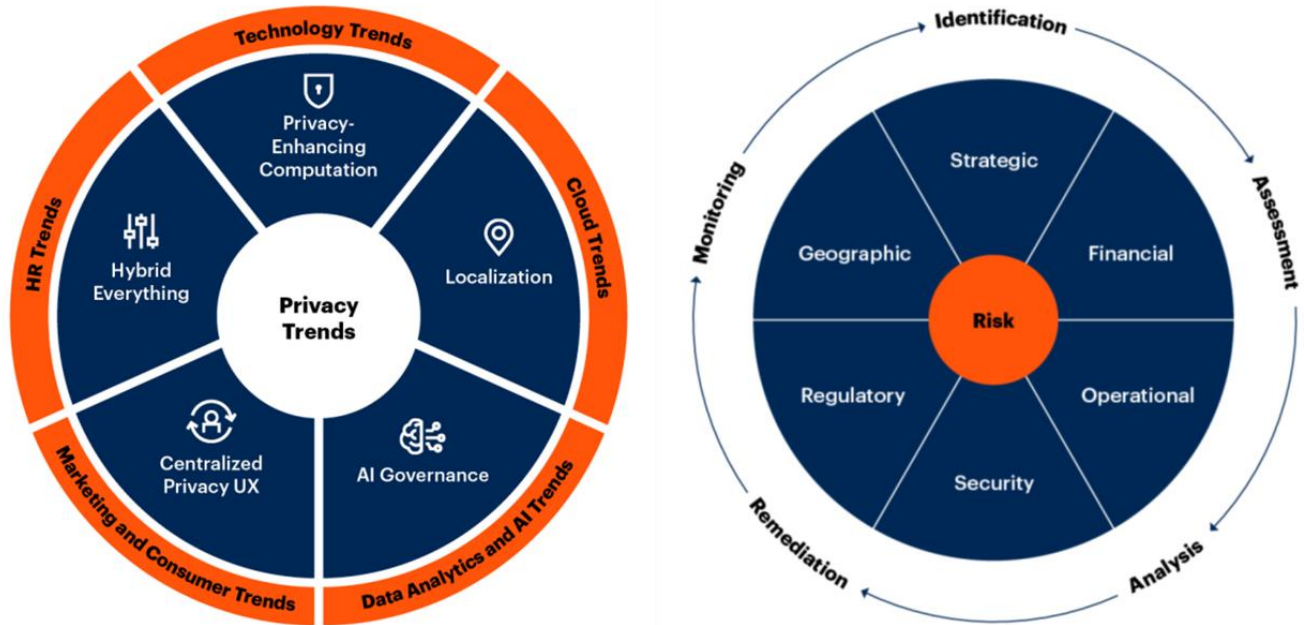 Technology Trends
Privacy-
Enhancing
Computation
Cloud Trends
Localization
Data Analytics and AI Trends
AI Governance
Marketing and Consumer Trends
Centralized
Privacy UX
HR Trends
Hybrid
Everything
Privacy
Trends
Identification
Assessment
Analysis
Remediation
Monitoring
Strategic
Financial
Operational
Security
Regulatory
Geographic
Risk